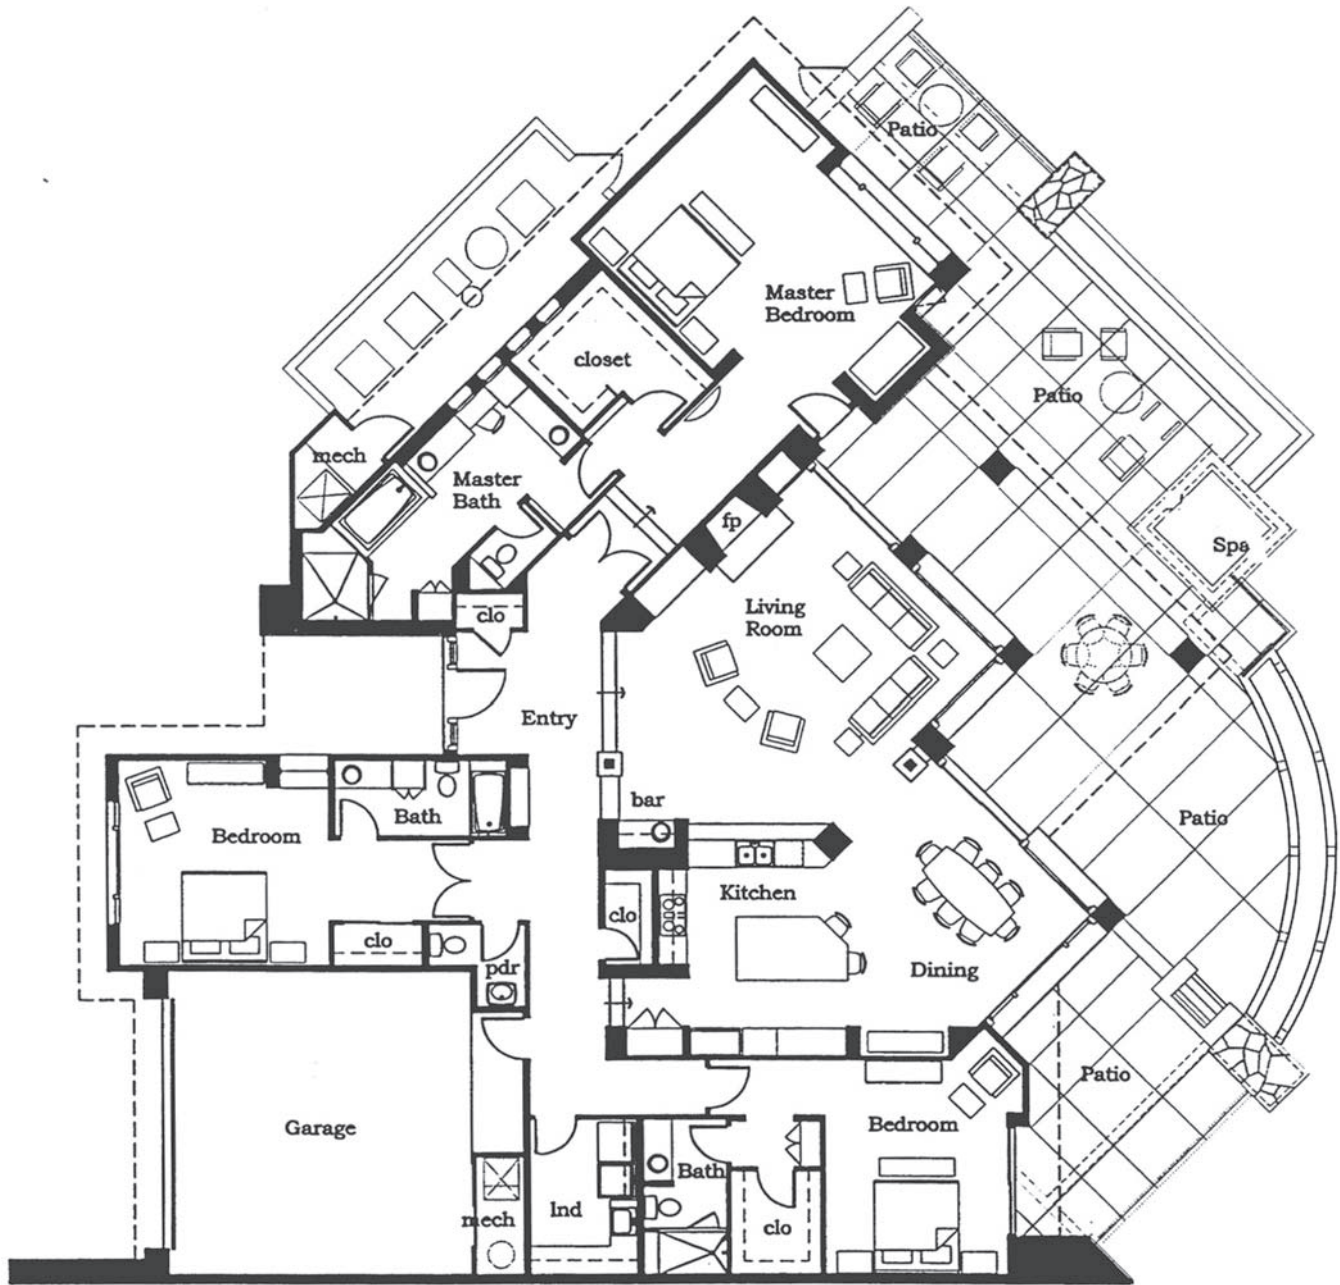 Patio
Master
Bedroom
closet
Patio
mech
Master
Bath
fp
Spa
clo
Living
Room
Entry
bar
Bath
Bedroom
Patio
Kitchen
clo
clo
pdr
Dining
Patio
Garage
Bedroom
Bath
lnd
mech
clo